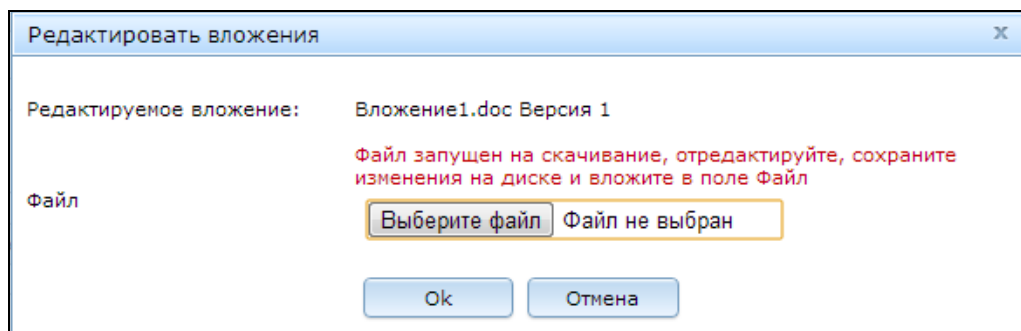 Редактировать вложения x
Редактируемое вложение: Вложение1.doc Версия 1
Файл запущен на скачивание, отредактируйте, сохраните
изменения на диске и вложите в поле Файл
Файл
Выберите файл Файл не выбран
Ok Отмена